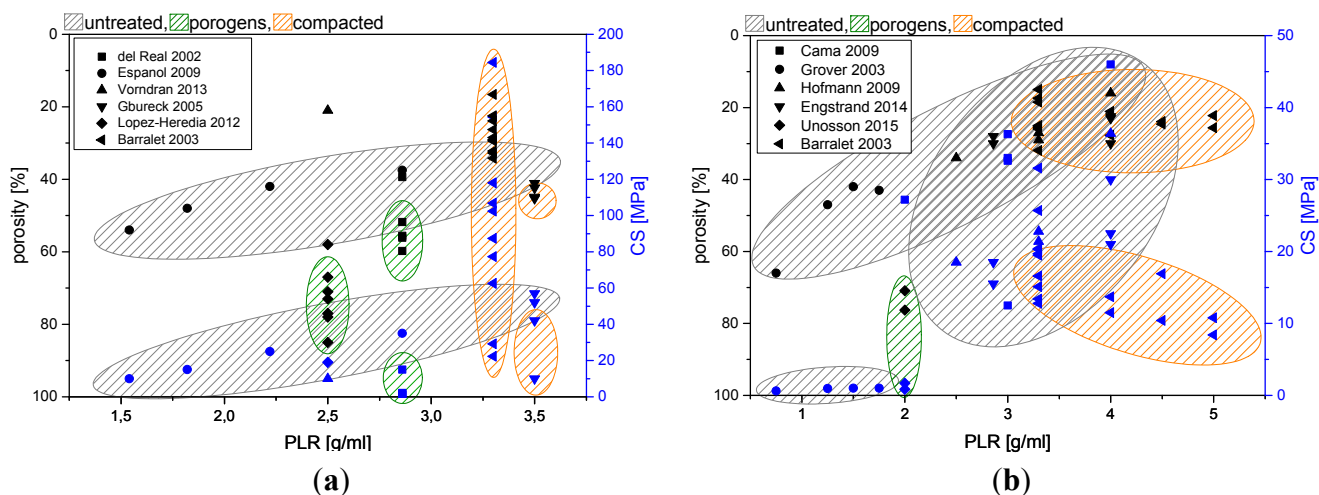 untreated, porogens, compacted
del Real 2002
Espanol 2009
Vorndran 2013
Gbureck 2005
Lopez-Heredia 2012
Barralet 2003
0
20
40
60
80
100
porosity [%]
200
180
160
140
120
100
80
60
40
20
0
CS [MPa]
1,5
2,0
2,5
3,0
3,5
PLR [g/ml]
(a)
untreated, porogens, compacted
Cama 2009
Grover 2003
Hofmann 2009
Engstrand 2014
Unosson 2015
Barralet 2003
0
20
40
60
80
100
porosity [%]
50
40
30
20
10
0
CS [MPa]
1
2
3
4
5
PLR [g/ml]
(b)